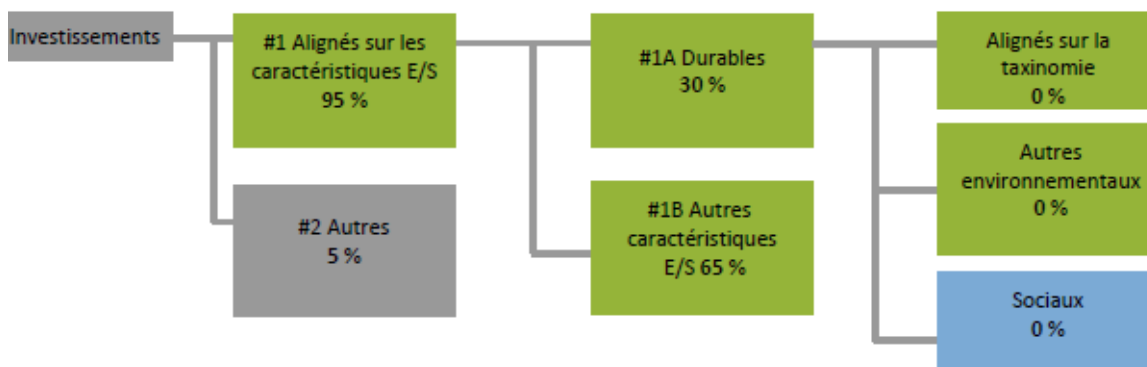 Investissements
#1 Alignés sur les
caractéristiques E/S
95 %
#2 Autres
5 %
#1A Durables
30 %
#1B Autres
caractéristiques
E/S 65 %
Alignés sur la
taxinomie
0 %
Autres
environnementaux
0 %
Sociaux
0 %